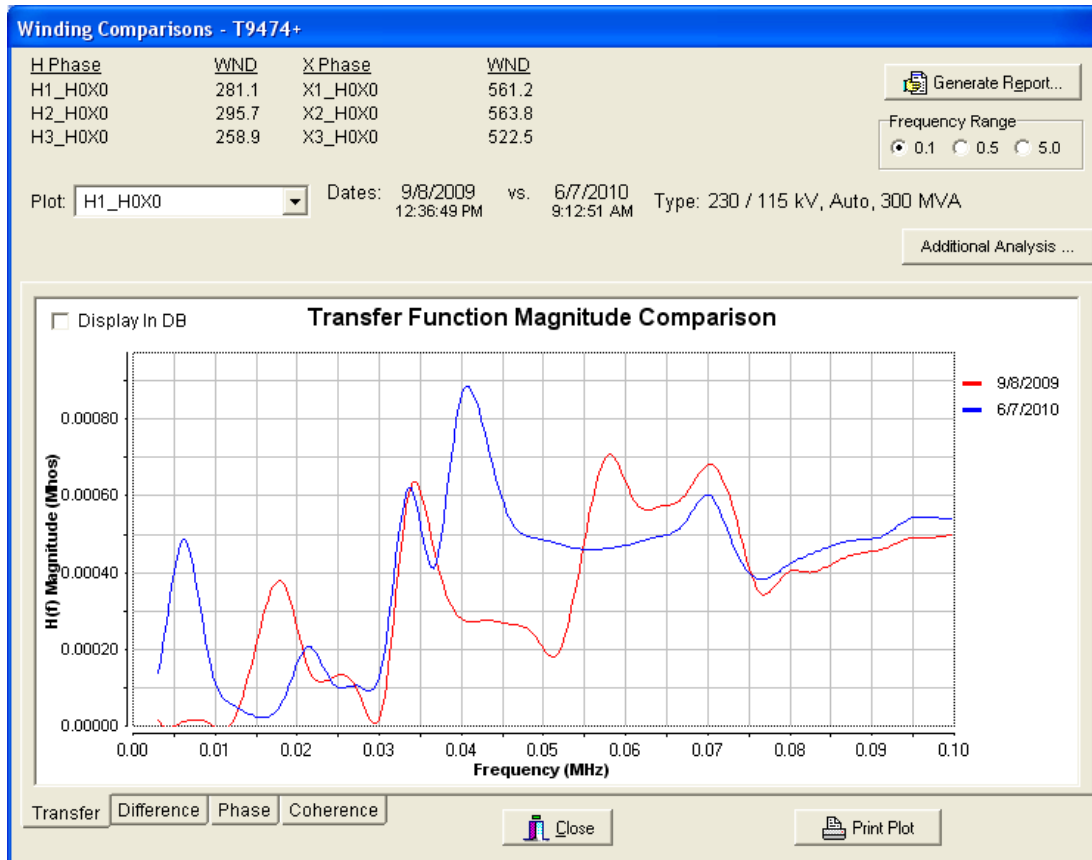 Winding Comparisons - T9474+
H Phase WND X Phase WND
H1_H0X0 281.1 X1_H0X0 561.2
H2_H0X0 295.7 X2_H0X0 563.8
H3_H0X0 258.9 X3_H0X0 522.5
Generate Report...
Frequency Range
0.1 0.5 5.0
Plot: H1_H0X0 Dates: 9/8/2009 vs. 6/7/2010 Type: 230 / 115 kV, Auto, 300 MVA
12:36:49 PM 9:12:51 AM
Additional Analysis ...
Display In DB
Transfer Function Magnitude Comparison
9/8/2009
6/7/2010
H(f) Magnitude (Mhos)
0.00080
0.00060
0.00040
0.00020
0.00000
0.00 0.01 0.02 0.03 0.04 0.05 0.06 0.07 0.08 0.09 0.10
Frequency (MHz)
Transfer Difference Phase Coherence
Close
Print Plot